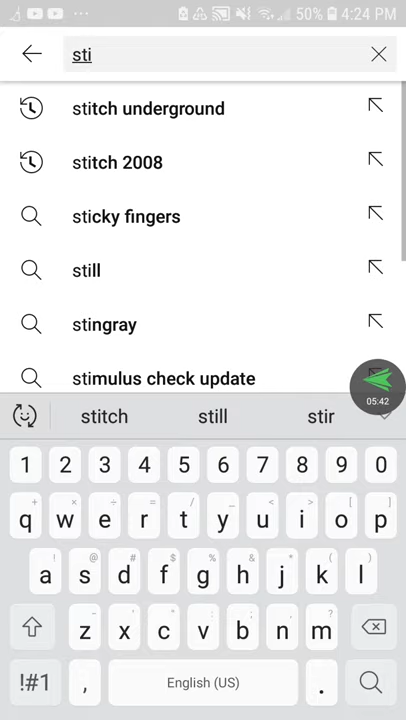 50% 4:24 PM
sti
stitch underground
stitch 2008
sticky fingers
still
stingray
stimulus check update
05:42
stitch still stir
1 2 3 4 5 6 7 8 9 0
+ × ÷ = / _ < > [ ]
q w e r t y u i o p
! @ # $ % & * ( )
a s d f g h j k l
- ' " : ; , ?
z x c v b n m
!#1 , English (US) .